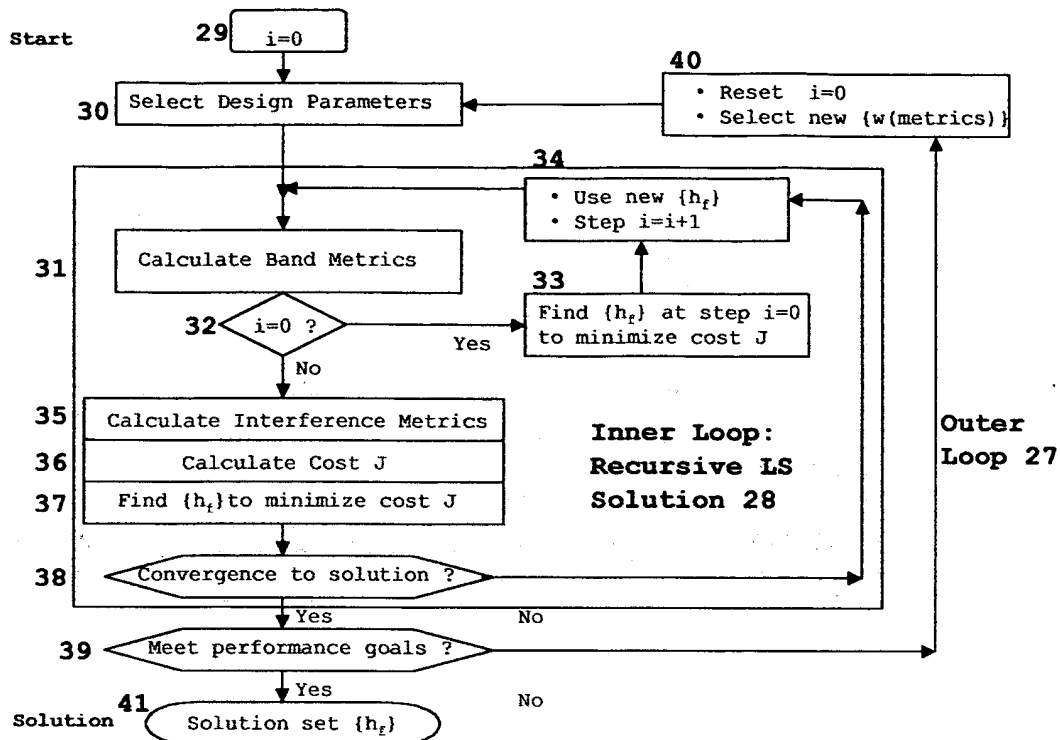 Start
29
i=0
40
• Reset i=0
• Select new {w(metrics)}
30
Select Design Parameters
34
• Use new {h_f}
• Step i=i+1
31
Calculate Band Metrics
33
Find {h_f} at step i=0
to minimize cost J
32
i=0 ?
Yes
No
35
Calculate Interference Metrics
36
Calculate Cost J
37
Find {h_f}to minimize cost J
Inner Loop:
Recursive LS
Solution 28
Outer
Loop 27
38
Convergence to solution ?
Yes
No
39
Meet performance goals ?
Yes
No
41
Solution
Solution set {h_f}